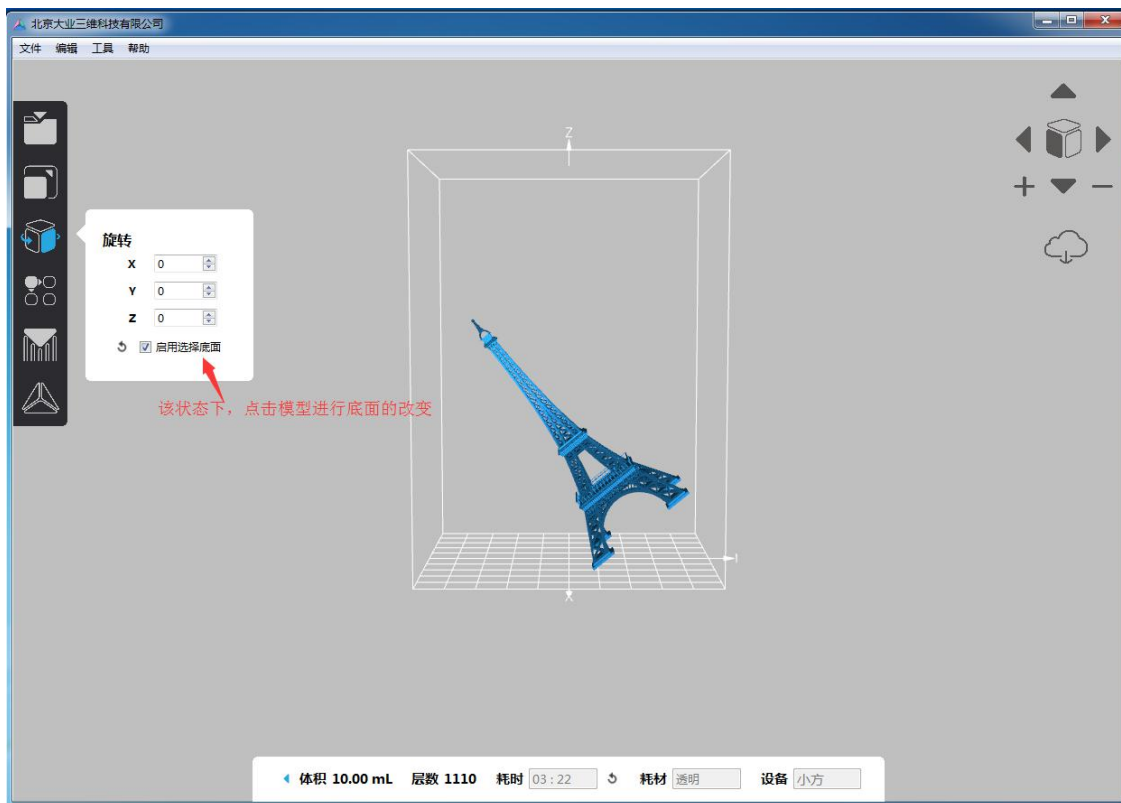 北京大业三维科技有限公司
文件 编辑 工具 帮助
Z
旋转
X 0
Y 0
Z 0
启用选择底面
该状态下，点击模型进行底面的改变
X
体积 10.00 mL 层数 1110 耗时 03:22 耗材 透明 设备 小方